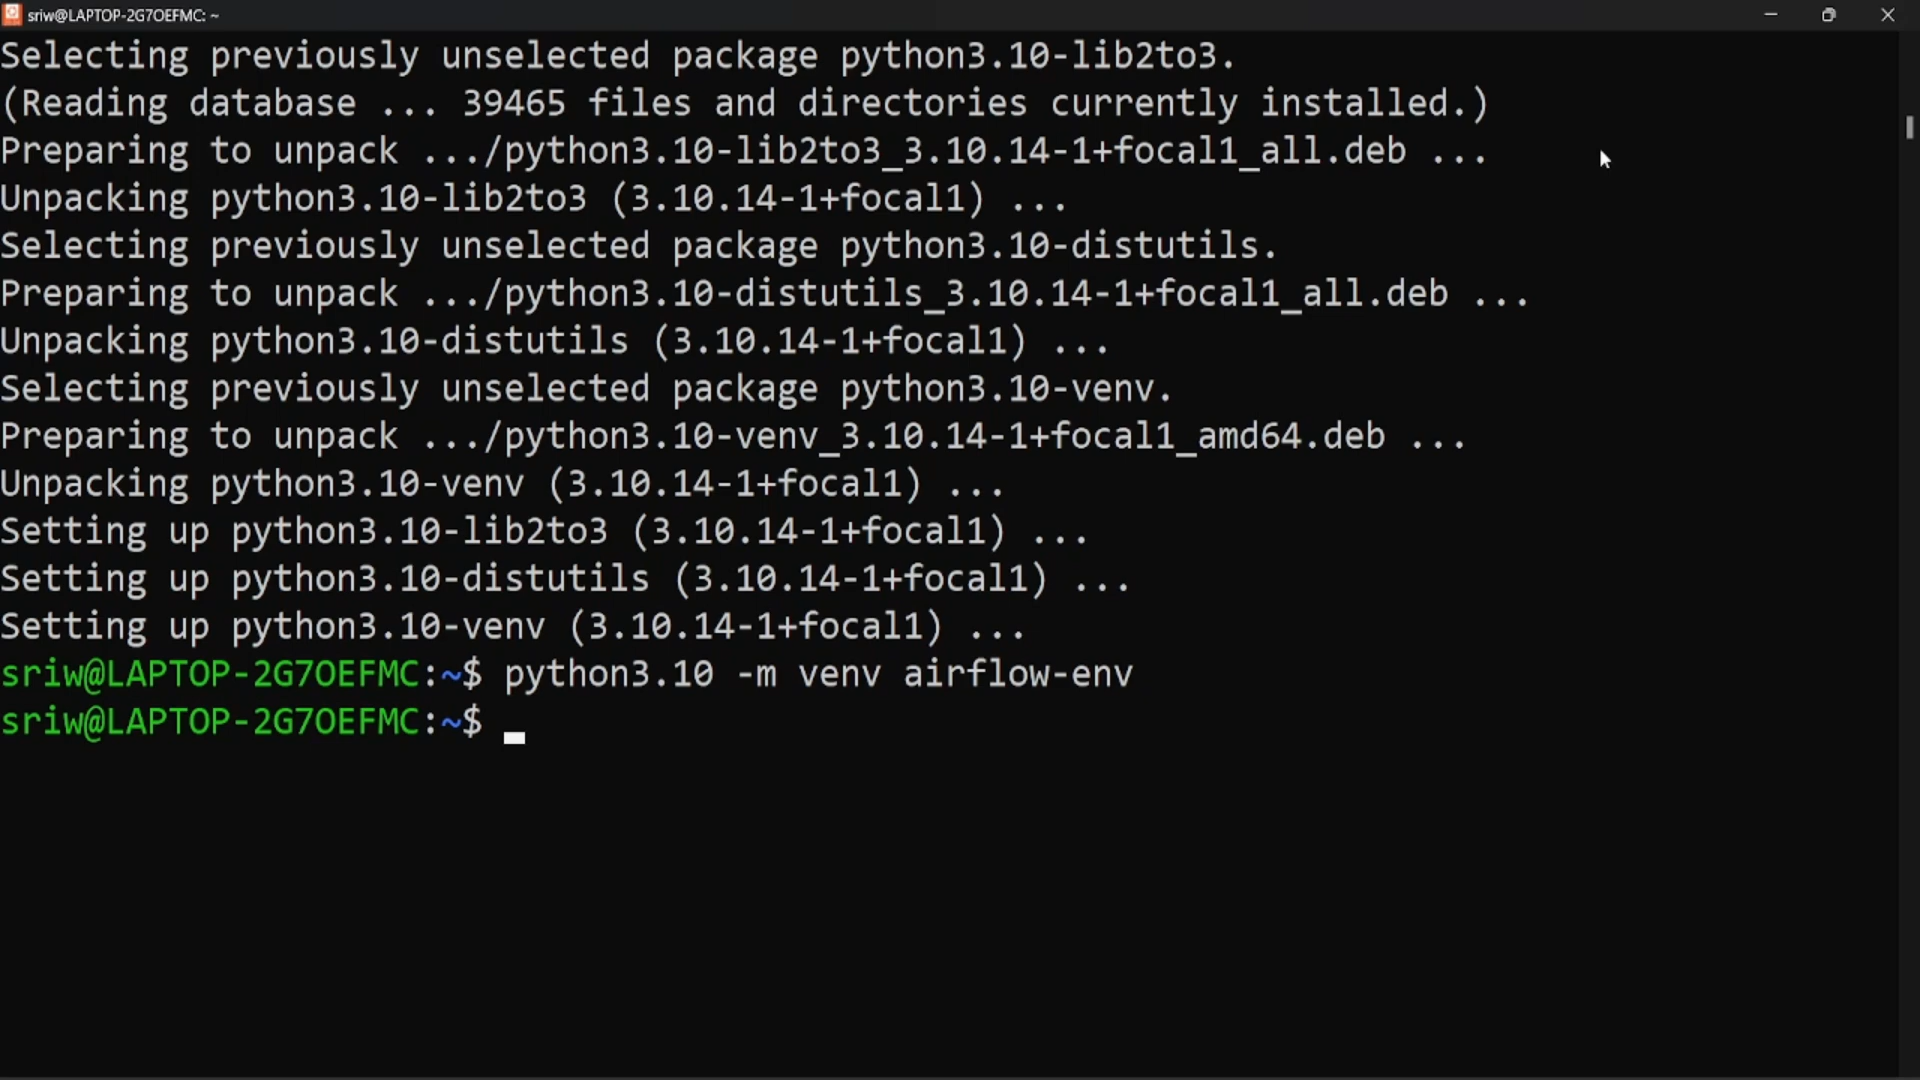 sriw@LAPTOP-2G7OEFMC: ~
Selecting previously unselected package python3.10-lib2to3.
(Reading database ... 39465 files and directories currently installed.)
Preparing to unpack .../python3.10-lib2to3_3.10.14-1+focal1_all.deb ...
Unpacking python3.10-lib2to3 (3.10.14-1+focal1) ...
Selecting previously unselected package python3.10-distutils.
Preparing to unpack .../python3.10-distutils_3.10.14-1+focal1_all.deb ...
Unpacking python3.10-distutils (3.10.14-1+focal1) ...
Selecting previously unselected package python3.10-venv.
Preparing to unpack .../python3.10-venv_3.10.14-1+focal1_amd64.deb ...
Unpacking python3.10-venv (3.10.14-1+focal1) ...
Setting up python3.10-lib2to3 (3.10.14-1+focal1) ...
Setting up python3.10-distutils (3.10.14-1+focal1) ...
Setting up python3.10-venv (3.10.14-1+focal1) ...
sriw@LAPTOP-2G7OEFMC:~$ python3.10 -m venv airflow-env
sriw@LAPTOP-2G7OEFMC:~$